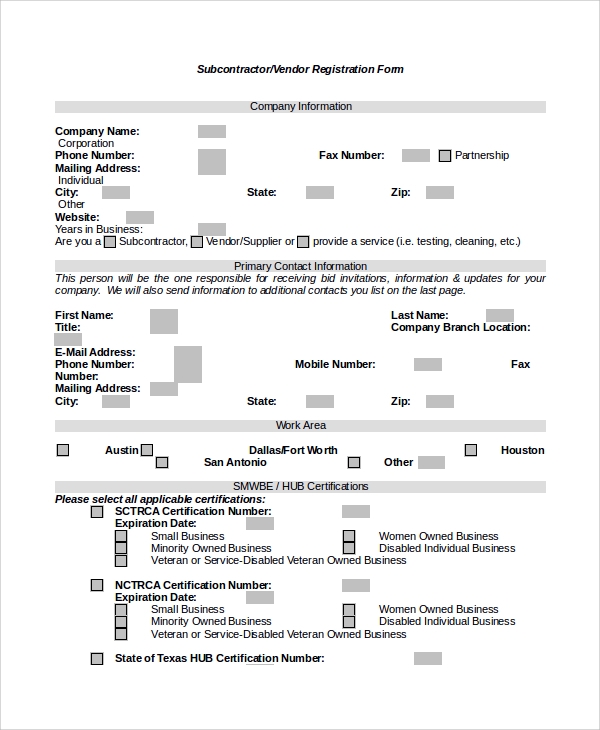 Subcontractor/Vendor Registration Form
Company Information
Company Name:
Corporation
Phone Number: Fax Number: Partnership
Mailing Address:
Individual
City: State: Zip:
Other
Website:
Years in Business:
Are you a Subcontractor, Vendor/Supplier or provide a service (i.e. testing, cleaning, etc.)
Primary Contact Information
This person will be the one responsible for receiving bid invitations, information & updates for your
company. We will also send information to additional contacts you list on the last page.
First Name: Last Name:
Title: Company Branch Location:
E-Mail Address:
Phone Number: Mobile Number: Fax
Number:
Mailing Address:
City: State: Zip:
Work Area
Austin Dallas/Fort Worth Houston
San Antonio Other
SMWBE / HUB Certifications
Please select all applicable certifications:
SCTRCA Certification Number:
Expiration Date:
Small Business Women Owned Business
Minority Owned Business Disabled Individual Business
Veteran or Service-Disabled Veteran Owned Business
NCTRCA Certification Number:
Expiration Date:
Small Business Women Owned Business
Minority Owned Business Disabled Individual Business
Veteran or Service-Disabled Veteran Owned Business
State of Texas HUB Certification Number: